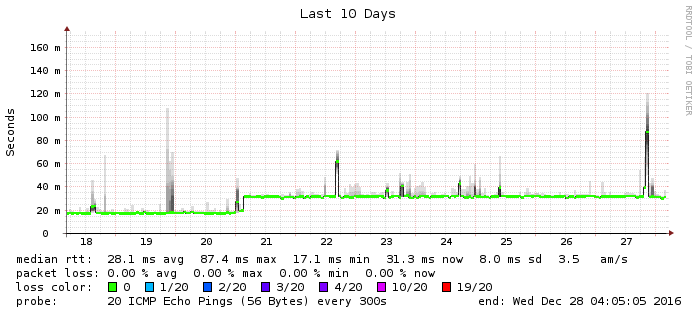 Last 10 Days
RRDTOOL / TOBI OETIKER
Seconds
160 m
140 m
120 m
100 m
80 m
60 m
40 m
20 m
0
18 19 20 21 22 23 24 25 26 27
median rtt: 28.1 ms avg 87.4 ms max 17.1 ms min 31.3 ms now 8.0 ms sd 3.5 am/s
packet loss: 0.00 % avg 0.00 % max 0.00 % min 0.00 % now
loss color: 0 1/20 2/20 3/20 4/20 10/20 19/20
probe: 20 ICMP Echo Pings (56 Bytes) every 300s end: Wed Dec 28 04:05:05 2016